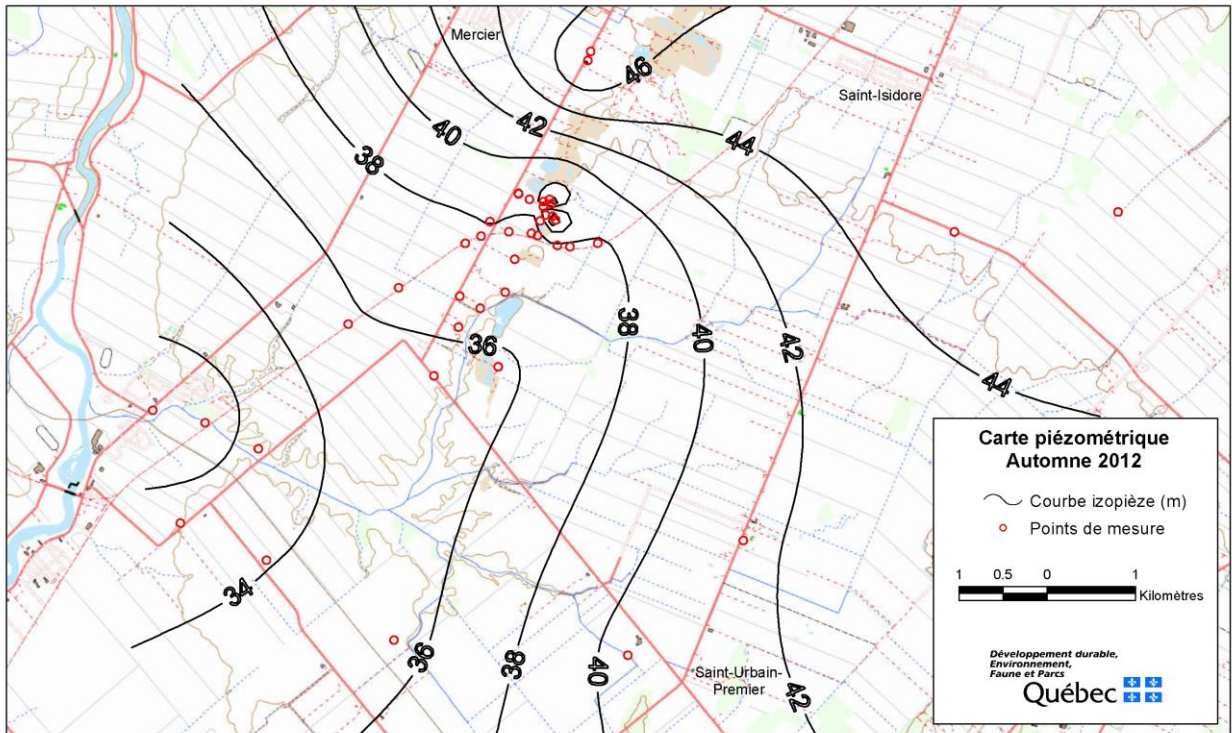 Mercier
46
Saint-Isidore
42
40
44
38
38
40
42
36
44
34
36
38
40
42
Saint-Urbain-
Premier
Carte piézométrique
Automne 2012
Courbe izopièze (m)
Points de mesure
1 0.5 0 1
Kilomètres
Développement durable,
Environnement,
Faune et Parcs
Québec